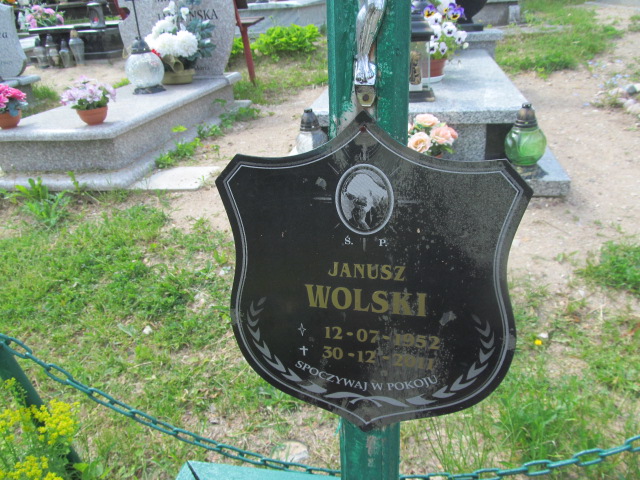 Ś. P.
JANUSZ
WOLSKI
12-07-1952
30-12-
SPOCZYWAJ W POKOJU